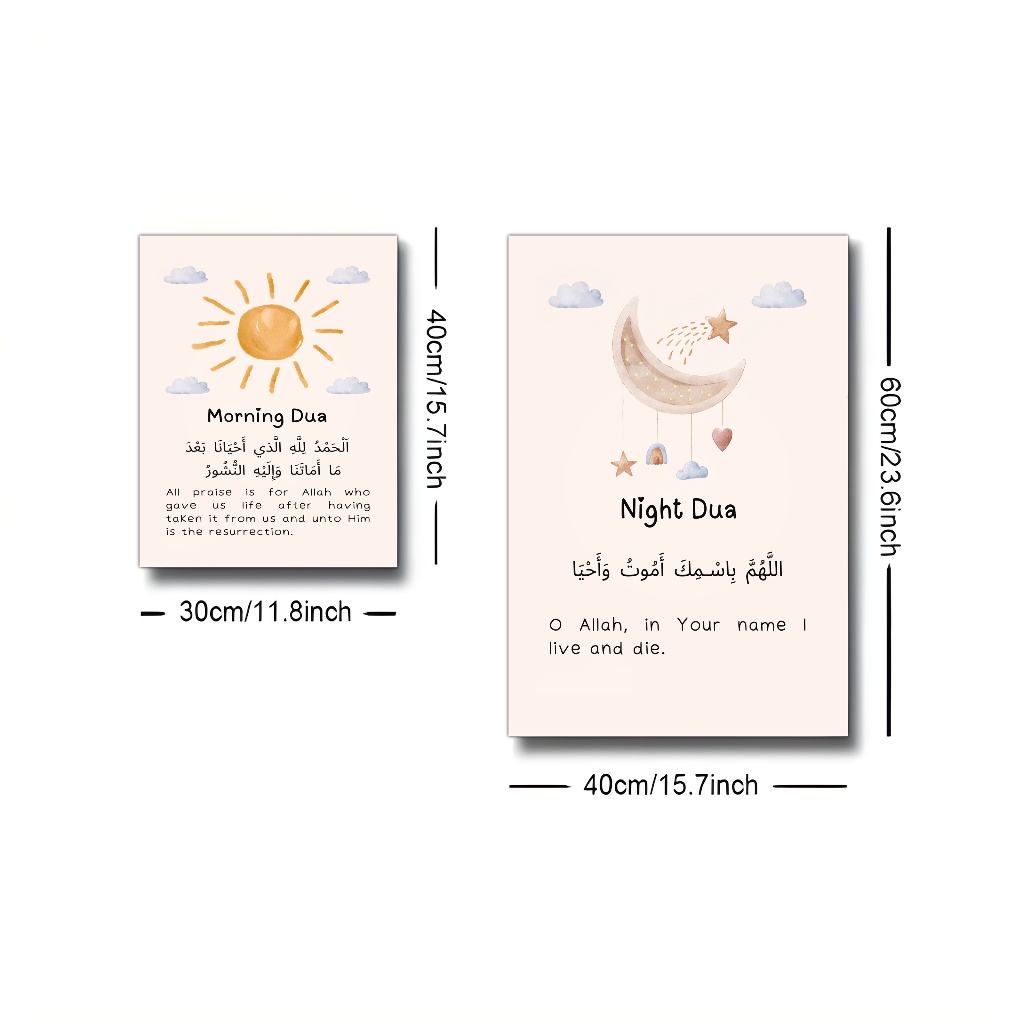 Morning Dua
اَلْحَمْدُ لِلَّهِ الَّذِي أَحْيَانَا بَعْدَ
مَا أَمَاتَنَا وَإِلَيْهِ النُّشُورُ
All praise is for Allah who
gave us life after having
taken it from us and unto Him
is the resurrection.
40cm/15.7inch
30cm/11.8inch
Night Dua
اللَّهُمَّ بِاسْمِكَ أَمُوتُ وَأَحْيَا
O Allah, in Your name I
live and die.
60cm/23.6inch
40cm/15.7inch